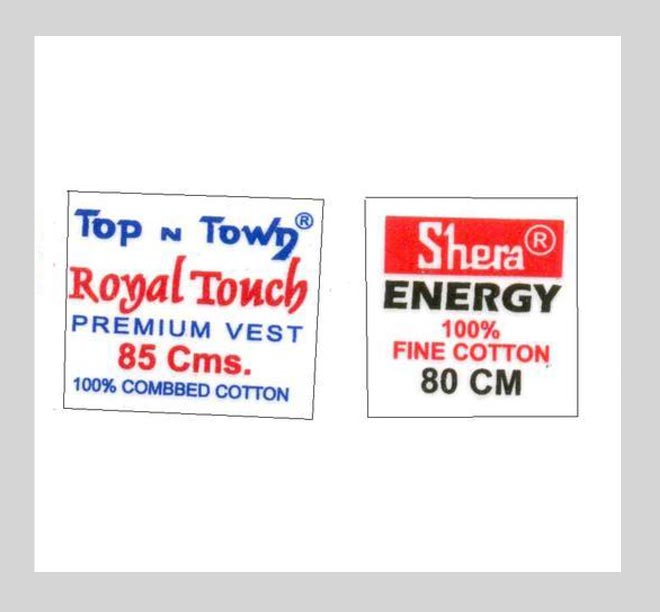 Top N Town®
Royal Touch
PREMIUM VEST
85 Cms.
100% COMBBED COTTON
Shera®
ENERGY
100%
FINE COTTON
80 CM